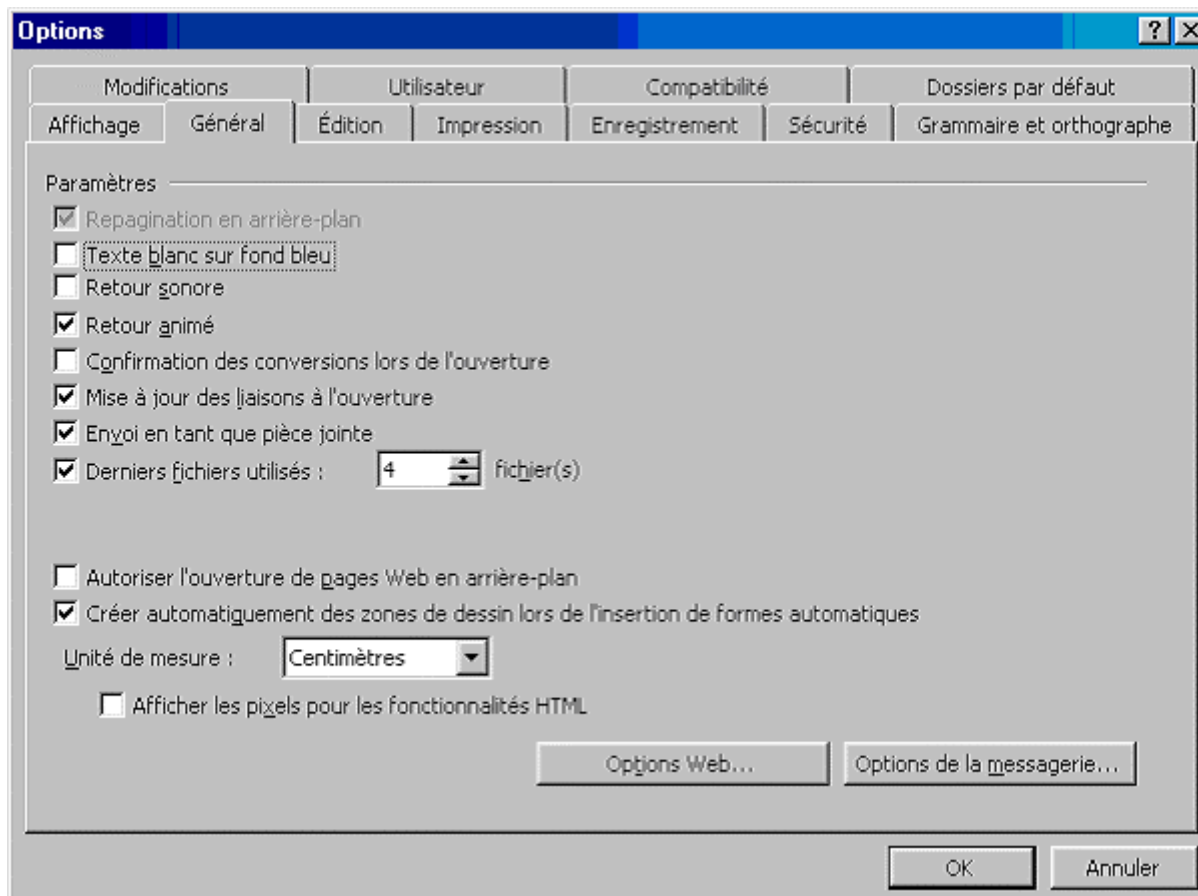 Options
Modifications Utilisateur Compatibilité Dossiers par défaut
Affichage Général Édition Impression Enregistrement Sécurité Grammaire et orthographe
Paramètres
Repagination en arrière-plan
Texte blanc sur fond bleu
Retour sonore
Retour animé
Confirmation des conversions lors de l'ouverture
Mise à jour des liaisons à l'ouverture
Envoi en tant que pièce jointe
Derniers fichiers utilisés : 4 fichier(s)
Autoriser l'ouverture de pages Web en arrière-plan
Créer automatiquement des zones de dessin lors de l'insertion de formes automatiques
Unité de mesure : Centimètres
Afficher les pixels pour les fonctionnalités HTML
Options Web... Options de la messagerie...
OK Annuler